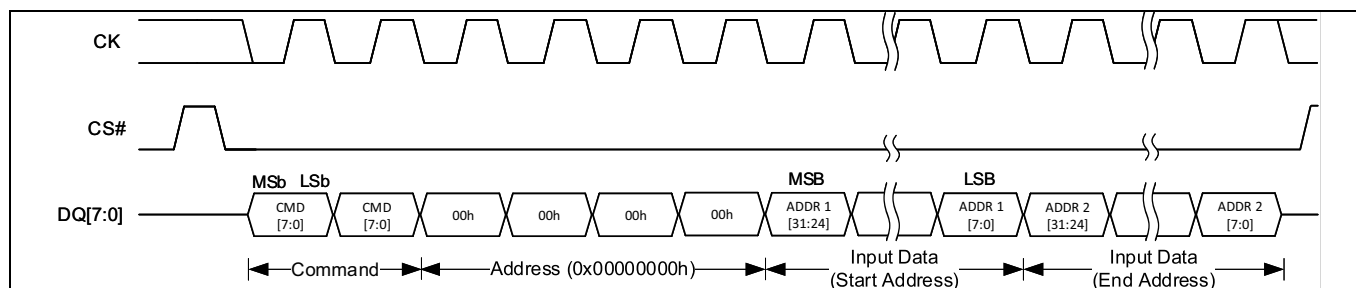 CK
CS#
MSb LSb MSB LSB
DQ[7:0] CMD [7:0] CMD [7:0] 00h 00h 00h 00h ADDR 1 [31:24] ADDR 1 [7:0] ADDR 2 [31:24] ADDR 2 [7:0]
Command Address (0x00000000h) Input Data (Start Address) Input Data (End Address)